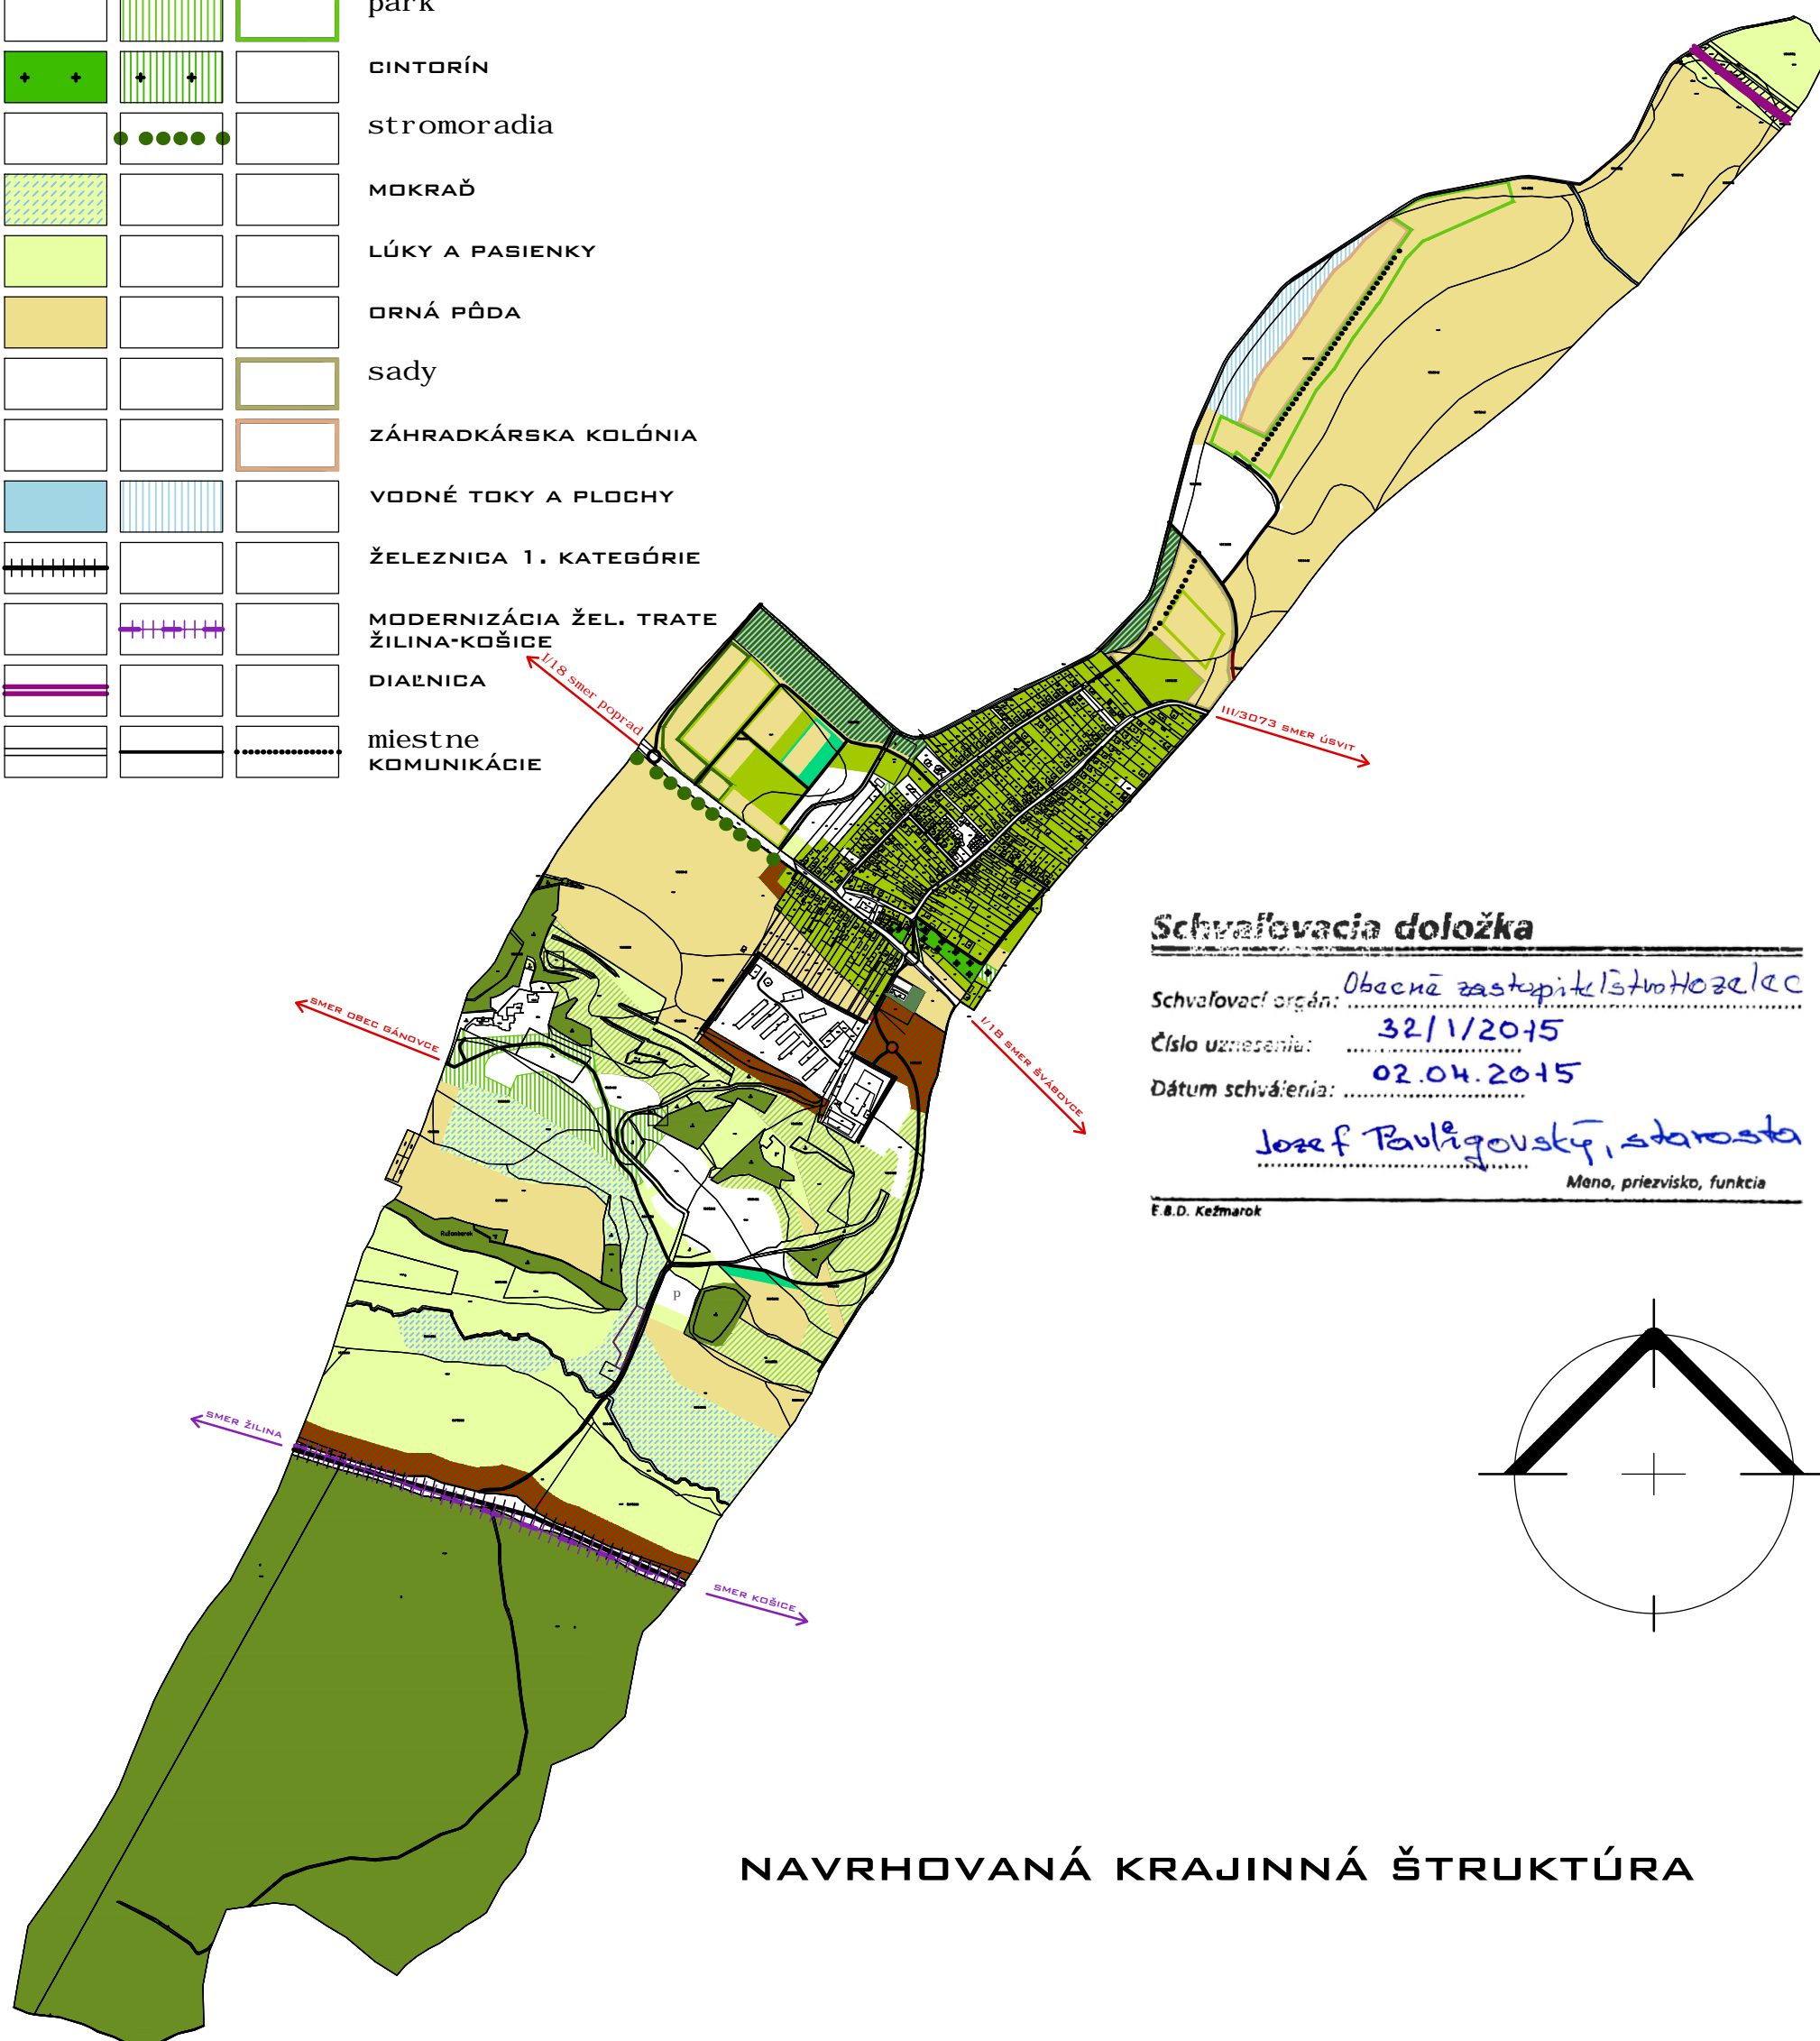 park
CINTORÍN
stromoradia
MOKRAĎ
LÚKY A PASIENKY
ORNÁ PÔDA
sady
ZÁHRADKÁRSKA KOLÓNIA
VODNÉ TOKY A PLOCHY
ŽELEZNICA 1. KATEGÓRIE
MODERNIZÁCIA ŽEL. TRATE
ŽILINA-KOŠICE
DIAĽNICA
miestne
KOMUNIKÁCIE
I/18 smer poprad
III/3073 SMER ÚSVIT
SMER OBEC GÁNOVCE
I/18 SMER ŠVÁBOVCE
Ružomberok
p
SMER ŽILINA
SMER KOŠICE
Schvaľovacia doložka
Schvaľovací orgán: Obecné zastupiteľstvo Hozelec
Číslo uznesenia: 32/1/2015
Dátum schválenia: 02.04.2015
Jozef Pavligovský, starosta
Meno, priezvisko, funkcia
E.B.D. Kežmarok
NAVRHOVANÁ KRAJINNÁ ŠTRUKTÚRA